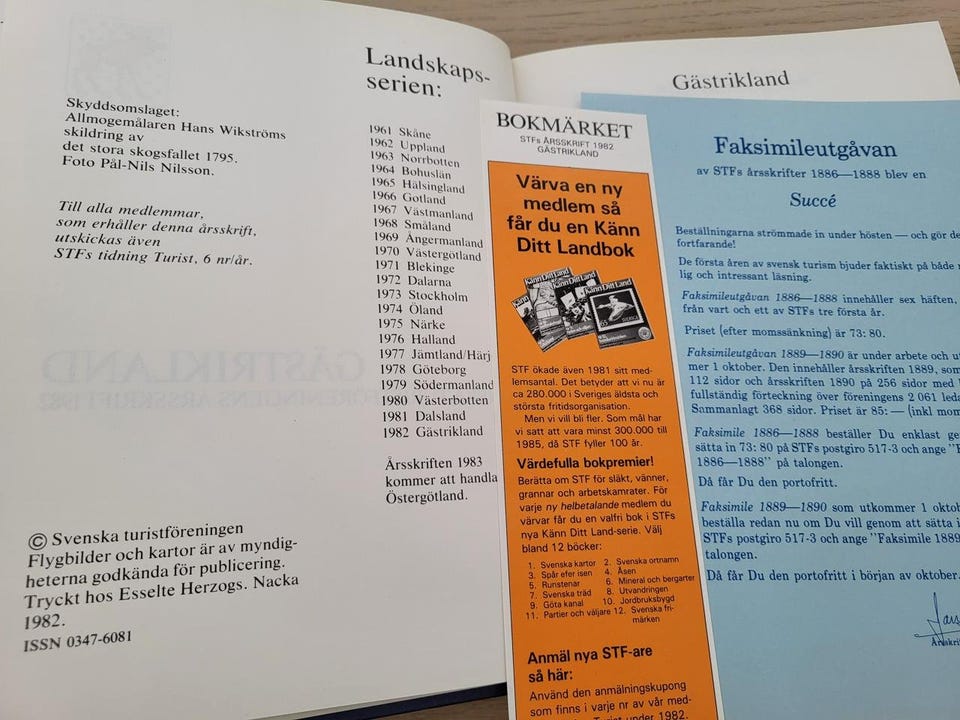 Skyddsomslaget:
Allmogemålaren Hans Wikströms
skildring av
det stora skogsfallet 1795.
Foto Pål-Nils Nilsson.
Till alla medlemmar,
som erhåller denna årsskrift,
utskickas även
STFs tidning Turist, 6 nr/år.
© Svenska turistföreningen
Flygbilder och kartor är av myndig-
heterna godkända för publicering.
Tryckt hos Esselte Herzogs. Nacka
1982.
ISSN 0347-6081
Landskaps-
serien:
1961 Skåne
1962 Uppland
1963 Norrbotten
1964 Bohuslän
1965 Hälsingland
1966 Gotland
1967 Västmanland
1968 Småland
1969 Ångermanland
1970 Västergötland
1971 Blekinge
1972 Dalarna
1973 Stockholm
1974 Öland
1975 Närke
1976 Halland
1977 Jämtland/Härj
1978 Göteborg
1979 Södermanland
1980 Västerbotten
1981 Dalsland
1982 Gästrikland
Årsskriften 1983
kommer att handla
Östergötland.
BOKMÄRKET
STFs ÅRSSKRIFT 1982
GÄSTRIKLAND
Värva en ny
medlem så
får du en Känn
Ditt Landbok
Känn Ditt Land
Känn Ditt Land
STF ökade även 1981 sitt med-
lemsantal. Det betyder att vi nu är
ca 280.000 i Sveriges äldsta och
största fritidsorganisation.
Men vi vill bli fler. Som mål har
vi satt att vara minst 300.000 till
1985, då STF fyller 100 år.
Värdefulla bokpremier!
Berätta om STF för släkt, vänner,
grannar och arbetskamrater. För
varje ny helbetalande medlem du
värvar får du en valfri bok i STFs
nya Känn Ditt Land-serie. Välj
bland 12 böcker:
1. Svenska kartor 2. Svenska ortnamn
3. Spår efer isen 4. Åsen
5. Runstenar 6. Mineral och bergarter
7. Svenska träd 8. Utvandringen
9. Göta kanal 10. Jordbruksbygd
11. Partier och väljare 12. Svenska fri-
märken
Anmäl nya STF-are
så här:
Använd den anmälningskupong
som finns i varje nr av vår med-
Turist under 1982.
Gästrikland
Faksimileutgåvan
av STFs årsskrifter 1886—1888 blev en
Succé
Beställningarna strömmade in under hösten — och gör de
fortfarande!
De första åren av svensk turism bjuder faktiskt på både
lig och intressant läsning.
Faksimileutgåvan 1886—1888 innehåller sex häften,
från vart och ett av STFs tre första år.
Priset (efter momssänkning) är 73: 80.
Faksimileutgåvan 1889—1890 är under arbete och ut
mer 1 oktober. Den innehåller årsskriften 1889, som
112 sidor och årsskriften 1890 på 256 sidor med
fullständig förteckning över föreningens 2 061 leda
Sammanlagt 368 sidor. Priset är 85: — (inkl mom
Faksimile 1886—1888 beställer Du enklast ge
sätta in 73: 80 på STFs postgiro 517-3 och ange "F
1886—1888" på talongen.
Då får Du den portofritt.
Faksimile 1889—1890 som utkommer 1 oktob
beställa redan nu om Du vill genom att sätta i
STFs postgiro 517-3 och ange "Faksimile 1889
talongen.
Då får Du den portofritt i början av oktober.